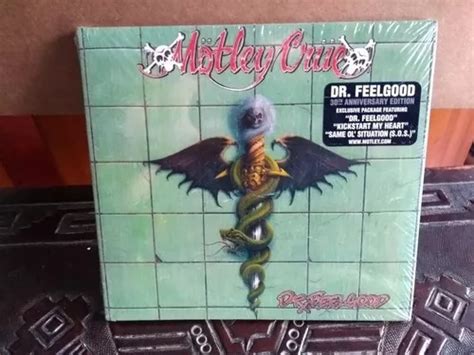 Mötley Crüe
DR. FEELGOOD
30th ANNIVERSARY EDITION
EXCLUSIVE PACKAGE FEATURING
"DR. FEELGOOD"
"KICKSTART MY HEART"
"SAME OL' SITUATION (S.O.S.)"
WWW.MOTLEY.COM
DR. FEELGOOD